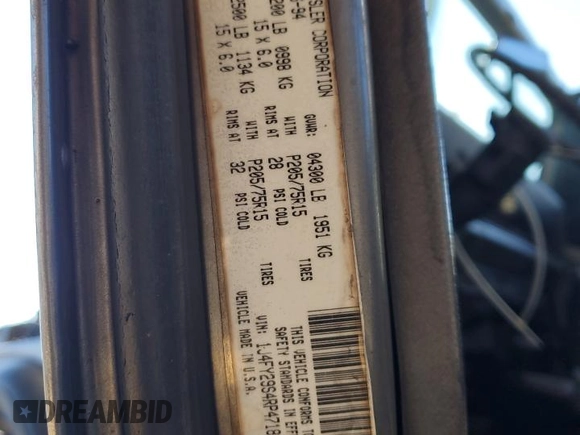 SLER CORPORATION
-94
GVWR: 04300 LB 1951 KG
200 LB 0998 KG WITH P205/75R15 TIRES
15 X 6.0 RIMS AT 28 PSI COLD
2500 LB 1134 KG WITH P205/75R15 TIRES
15 X 6.0 RIMS AT 32 PSI COLD
THIS VEHICLE CONFORMS TO
SAFETY STANDARDS IN EFF
VIN: 1J4FY29S4RP4718
VEHICLE MADE IN U.S.A.
DREAMBID